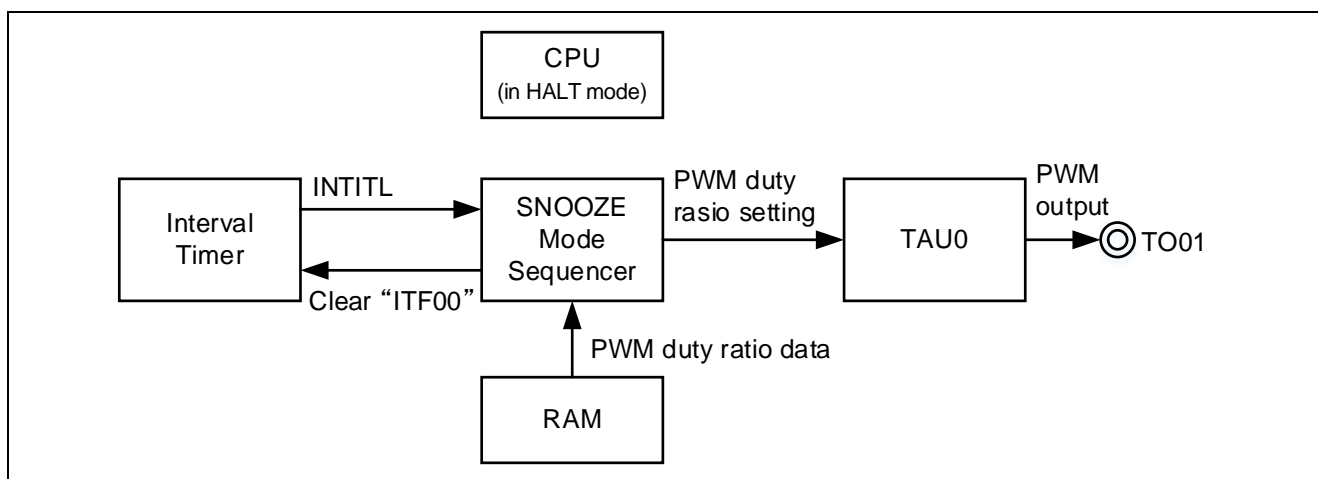 CPU
(in HALT mode)
Interval
Timer
INTITL
Clear “ITF00”
SNOOZE
Mode
Sequencer
PWM duty
rasio setting
TAU0
PWM
output
TO01
PWM duty ratio data
RAM